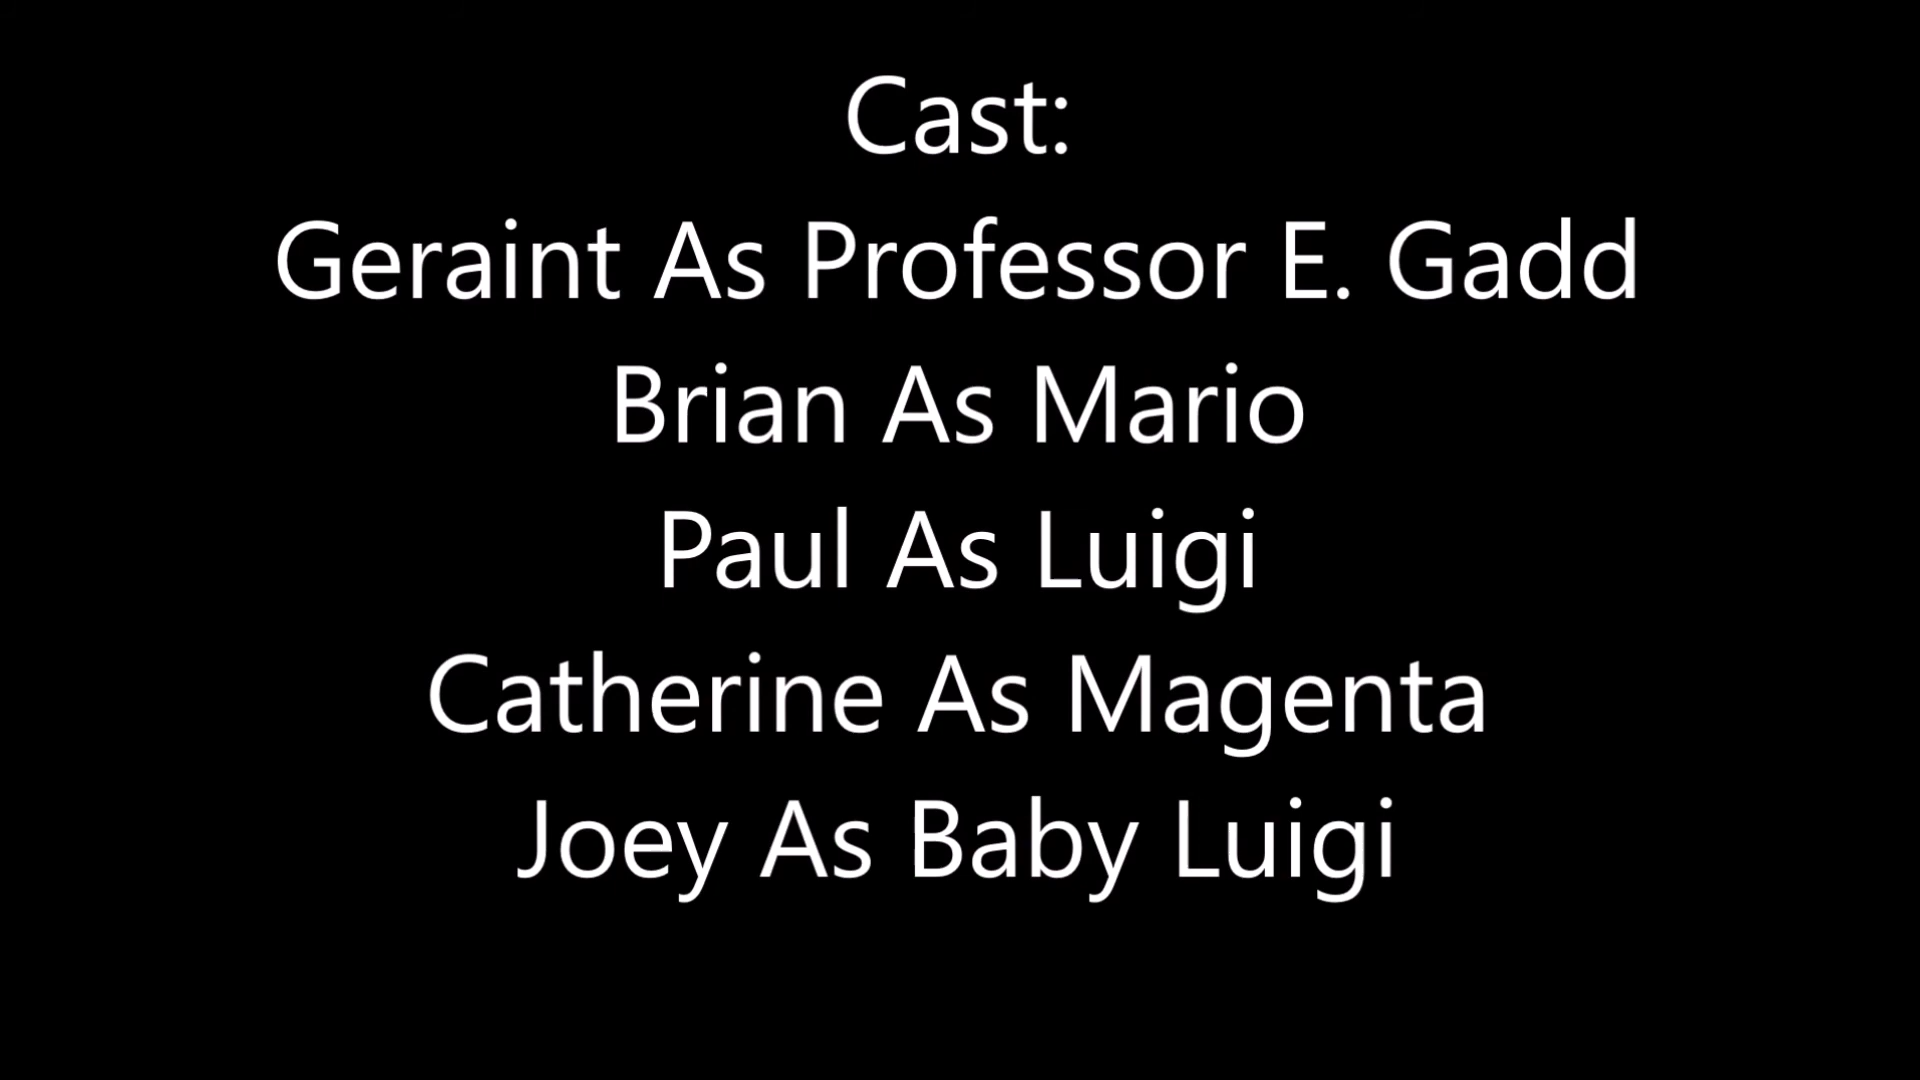 Cast:
Geraint As Professor E. Gadd
Brian As Mario
Paul As Luigi
Catherine As Magenta
Joey As Baby Luigi